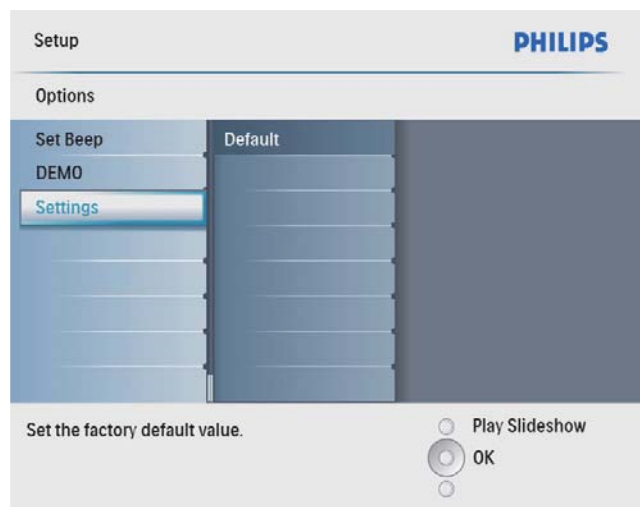 Setup
PHILIPS
Options
Set Beep
Default
DEMO
Settings
Set the factory default value.
Play Slideshow
OK